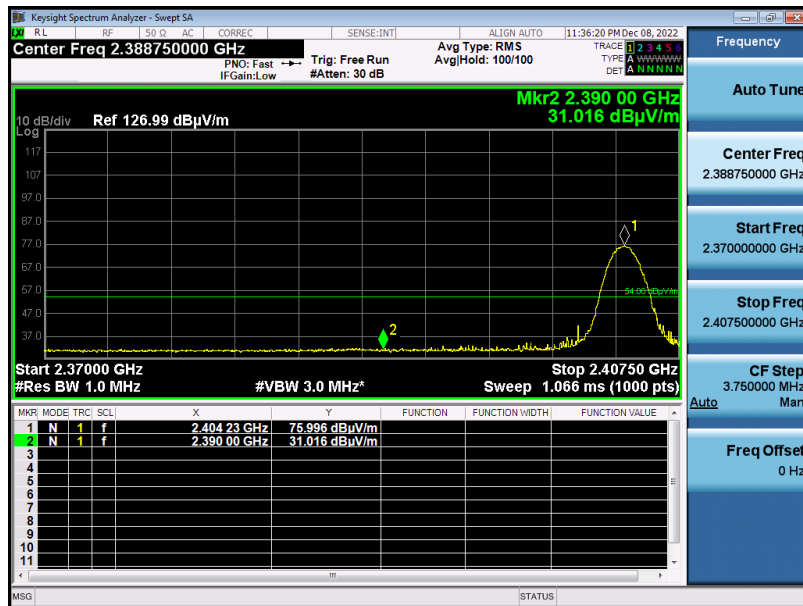 Keysight Spectrum Analyzer - Swept SA
LXI RL RF 50 Ω AC CORREC SENSE:INT ALIGN AUTO 11:36:20 PM Dec 08, 2022
Center Freq 2.388750000 GHz
PNO: Fast
IFGain:Low
Trig: Free Run
#Atten: 30 dB
Avg Type: RMS
Avg|Hold: 100/100
TRACE 1 2 3 4 5 6
TYPE A WWWWW
DET A N N N N N
Mkr2 2.390 00 GHz
31.016 dBµV/m
10 dB/div Ref 126.99 dBµV/m
Log
117
107
97.0
87.0
77.0
67.0
57.0
47.0
37.0
1
54.00 dBµV/m
2
Start 2.37000 GHz Stop 2.40750 GHz
#Res BW 1.0 MHz #VBW 3.0 MHz* Sweep 1.066 ms (1000 pts)
MKR MODE TRC SCL X Y FUNCTION FUNCTION WIDTH FUNCTION VALUE
1 N 1 f 2.404 23 GHz 75.996 dBµV/m
2 N 1 f 2.390 00 GHz 31.016 dBµV/m
3
4
5
6
7
8
9
10
11
MSG STATUS
Frequency
Auto Tune
Center Freq
2.388750000 GHz
Start Freq
2.370000000 GHz
Stop Freq
2.407500000 GHz
CF Step
3.750000 MHz
Auto Man
Freq Offset
0 Hz